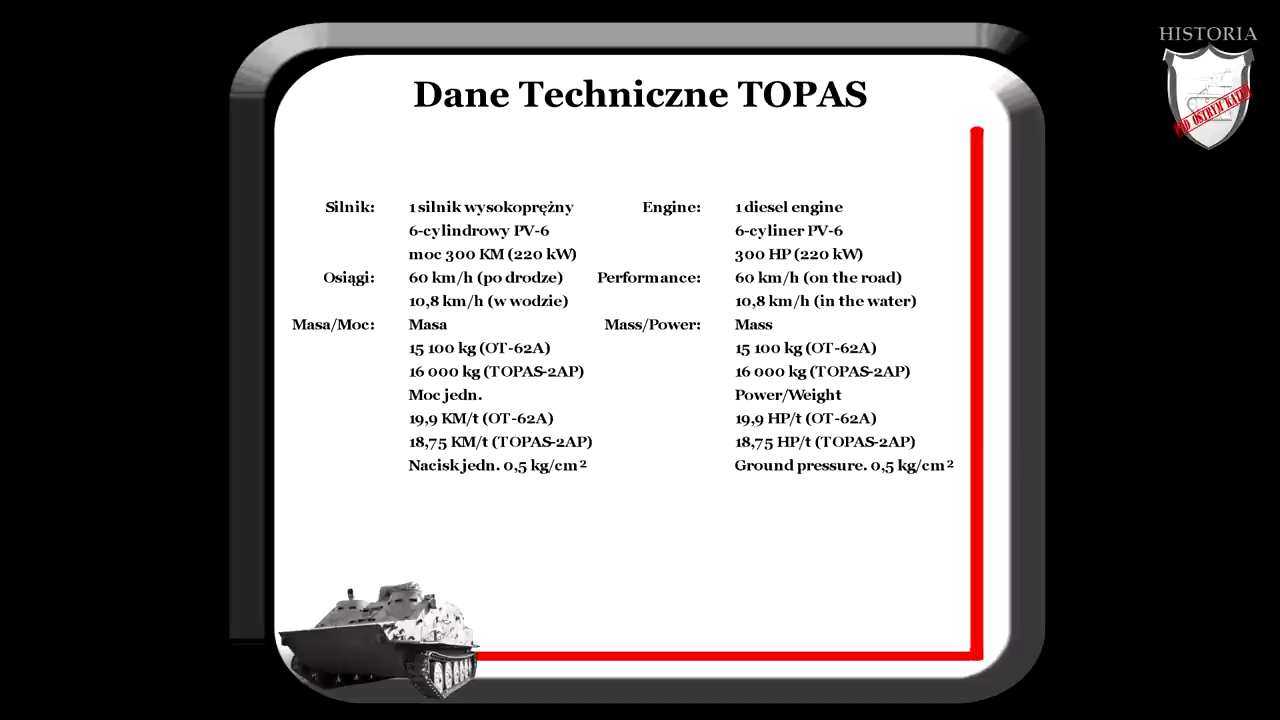 HISTORIA
POD OSTRYM KĄTEM
Dane Techniczne TOPAS
Silnik: 1 silnik wysokoprężny
6-cylindrowy PV-6
moc 300 KM (220 kW)
Osiągi: 60 km/h (po drodze)
10,8 km/h (w wodzie)
Masa/Moc: Masa
15 100 kg (OT-62A)
16 000 kg (TOPAS-2AP)
Moc jedn.
19,9 KM/t (OT-62A)
18,75 KM/t (TOPAS-2AP)
Nacisk jedn. 0,5 kg/cm²
Engine: 1 diesel engine
6-cyliner PV-6
300 HP (220 kW)
Performance: 60 km/h (on the road)
10,8 km/h (in the water)
Mass/Power: Mass
15 100 kg (OT-62A)
16 000 kg (TOPAS-2AP)
Power/Weight
19,9 HP/t (OT-62A)
18,75 HP/t (TOPAS-2AP)
Ground pressure. 0,5 kg/cm²